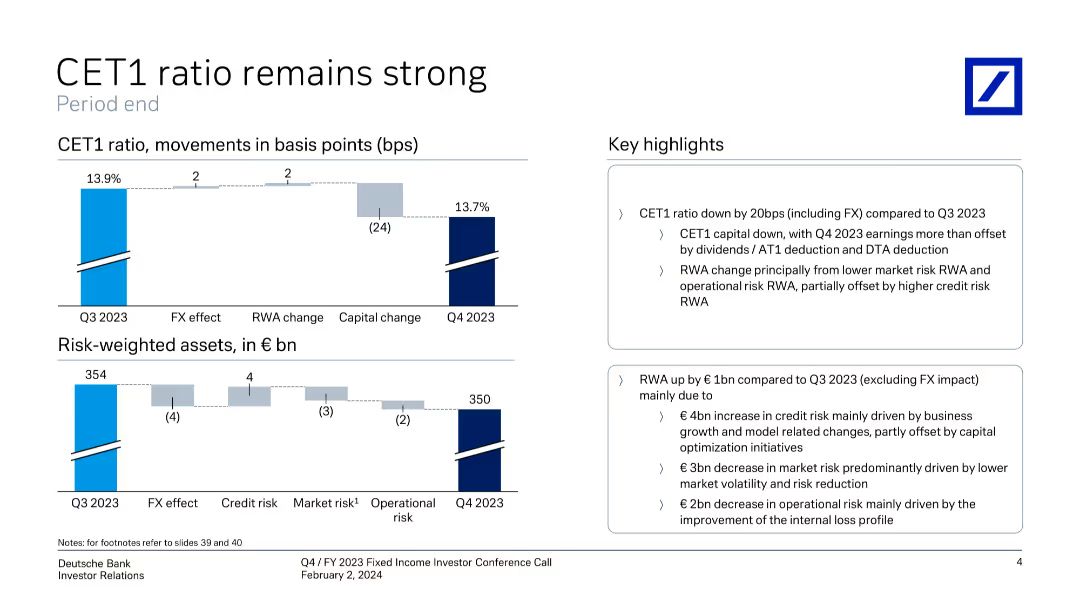 CET1 ratio remains strong
Period end
CET1 ratio, movements in basis points (bps)
13.9%
2
2
(24)
13.7%
Q3 2023
FX effect
RWA change
Capital change
Q4 2023
Risk-weighted assets, in € bn
354
(4)
4
(3)
(2)
350
Q3 2023
FX effect
Credit risk
Market risk¹
Operational
risk
Q4 2023
Key highlights
〉 CET1 ratio down by 20bps (including FX) compared to Q3 2023
〉 CET1 capital down, with Q4 2023 earnings more than offset
by dividends / AT1 deduction and DTA deduction
〉 RWA change principally from lower market risk RWA and
operational risk RWA, partially offset by higher credit risk
RWA
〉 RWA up by € 1bn compared to Q3 2023 (excluding FX impact)
mainly due to
〉 € 4bn increase in credit risk mainly driven by business
growth and model related changes, partly offset by capital
optimization initiatives
〉 € 3bn decrease in market risk predominantly driven by lower
market volatility and risk reduction
〉 € 2bn decrease in operational risk mainly driven by the
improvement of the internal loss profile
Notes: for footnotes refer to slides 39 and 40
Deutsche Bank
Investor Relations
Q4 / FY 2023 Fixed Income Investor Conference Call
February 2, 2024
4